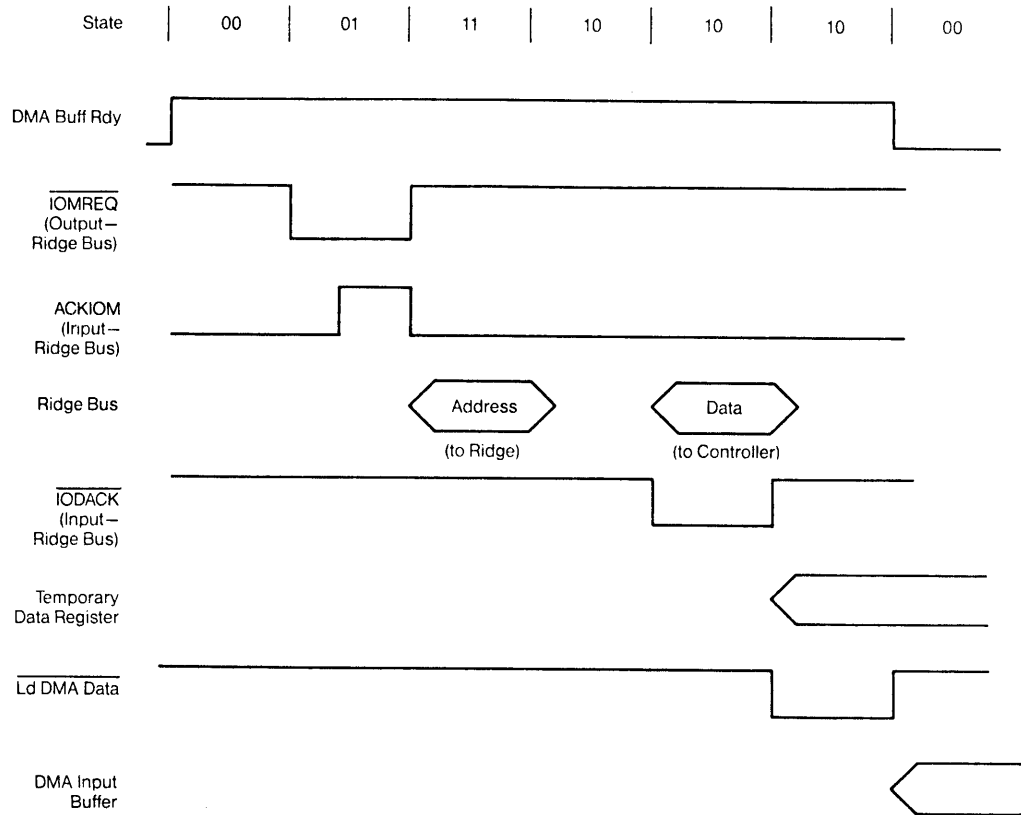 State 00 01 11 10 10 10 00
DMA Buff Rdy
IOMREQ
(Output—
Ridge Bus)
ACKIOM
(Input—
Ridge Bus)
Ridge Bus
Address
Data
(to Ridge)
(to Controller)
IODACK
(Input—
Ridge Bus)
Temporary
Data Register
Ld DMA Data
DMA Input
Buffer